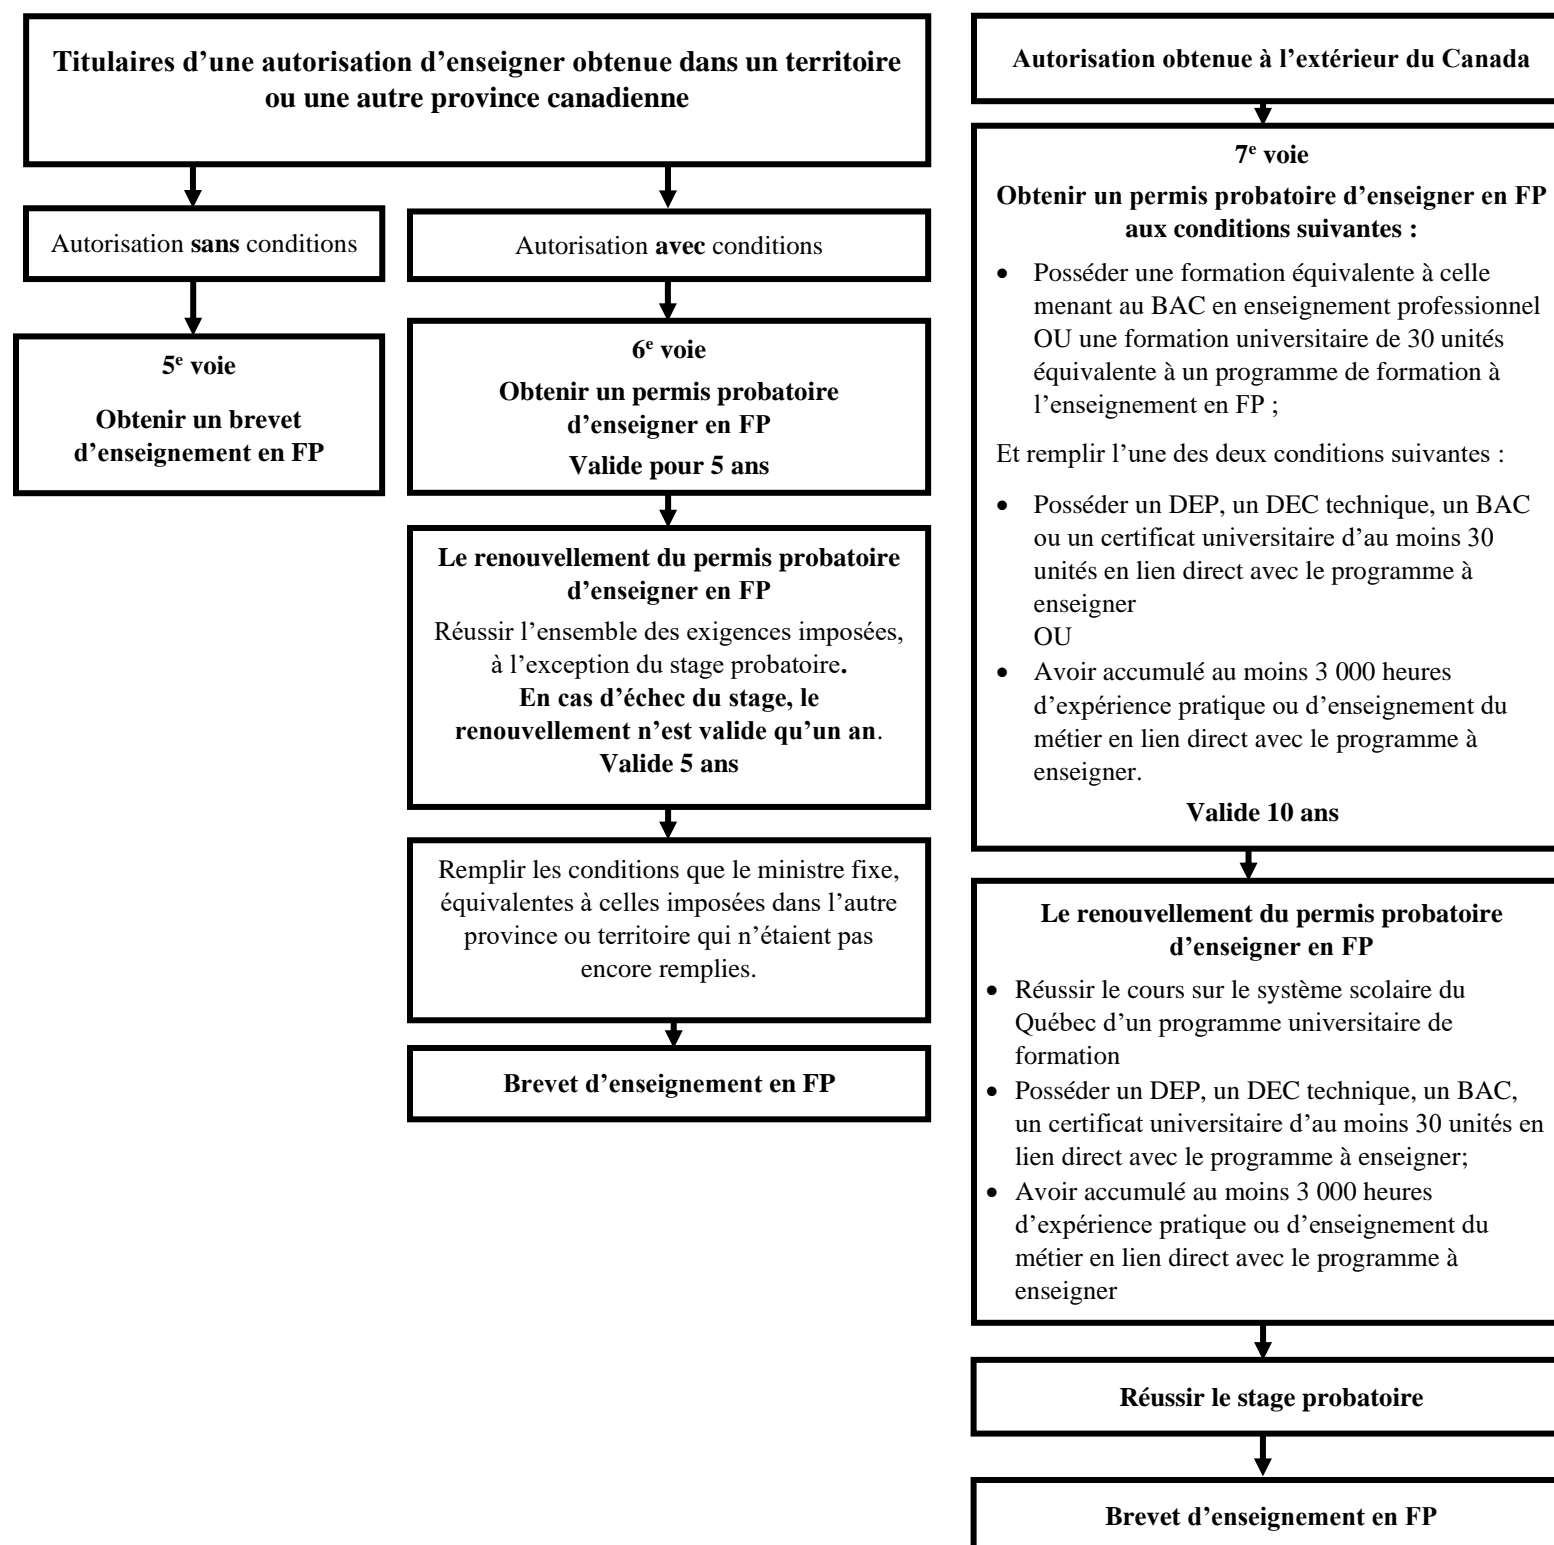 Titulaires d’une autorisation d’enseigner obtenue dans un territoire
ou une autre province canadienne
Autorisation sans conditions
5e voie
Obtenir un brevet
d’enseignement en FP
Autorisation avec conditions
6e voie
Obtenir un permis probatoire
d’enseigner en FP
Valide pour 5 ans
Le renouvellement du permis probatoire
d’enseigner en FP
Réussir l’ensemble des exigences imposées,
à l’exception du stage probatoire.
En cas d’échec du stage, le
renouvellement n’est valide qu’un an.
Valide 5 ans
Remplir les conditions que le ministre fixe,
équivalentes à celles imposées dans l’autre
province ou territoire qui n’étaient pas
encore remplies.
Brevet d’enseignement en FP
Autorisation obtenue à l’extérieur du Canada
7e voie
Obtenir un permis probatoire d’enseigner en FP
aux conditions suivantes :
• Posséder une formation équivalente à celle
menant au BAC en enseignement professionnel
OU une formation universitaire de 30 unités
équivalente à un programme de formation à
l’enseignement en FP ;
Et remplir l’une des deux conditions suivantes :
• Posséder un DEP, un DEC technique, un BAC
ou un certificat universitaire d’au moins 30
unités en lien direct avec le programme à
enseigner
OU
• Avoir accumulé au moins 3 000 heures
d’expérience pratique ou d’enseignement du
métier en lien direct avec le programme à
enseigner.
Valide 10 ans
Le renouvellement du permis probatoire
d’enseigner en FP
• Réussir le cours sur le système scolaire du
Québec d’un programme universitaire de
formation
• Posséder un DEP, un DEC technique, un BAC,
un certificat universitaire d’au moins 30 unités en
lien direct avec le programme à enseigner;
• Avoir accumulé au moins 3 000 heures
d’expérience pratique ou d’enseignement du
métier en lien direct avec le programme à
enseigner
Réussir le stage probatoire
Brevet d’enseignement en FP